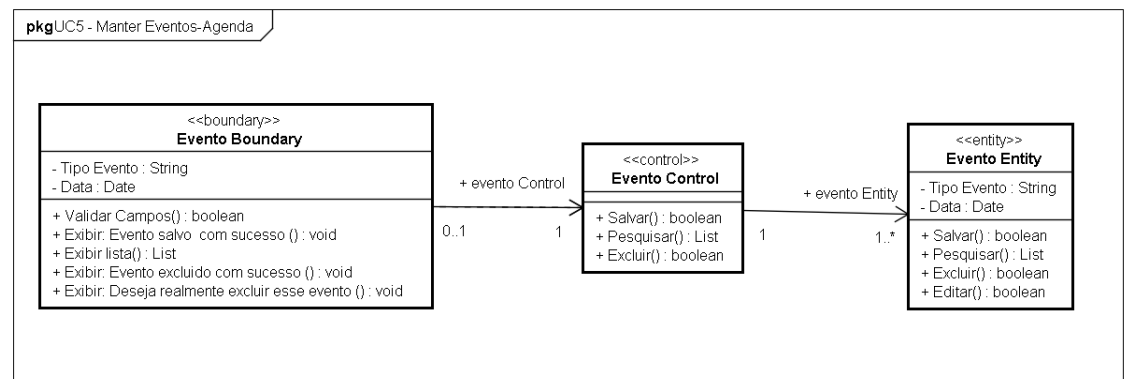 pkgUC5 - Manter Eventos-Agenda
<<boundary>>
Evento Boundary
- Tipo Evento : String
- Data : Date
+ Validar Campos() : boolean
+ Exibir: Evento salvo com sucesso () : void
+ Exibir lista() : List
+ Exibir: Evento excluido com sucesso () : void
+ Exibir: Deseja realmente excluir esse evento () : void
+ evento Control
0..1
1
<<control>>
Evento Control
+ Salvar() : boolean
+ Pesquisar() : List
+ Excluir() : boolean
+ evento Entity
1
1..*
<<entity>>
Evento Entity
- Tipo Evento : String
- Data : Date
+ Salvar() : boolean
+ Pesquisar() : List
+ Excluir() : boolean
+ Editar() : boolean